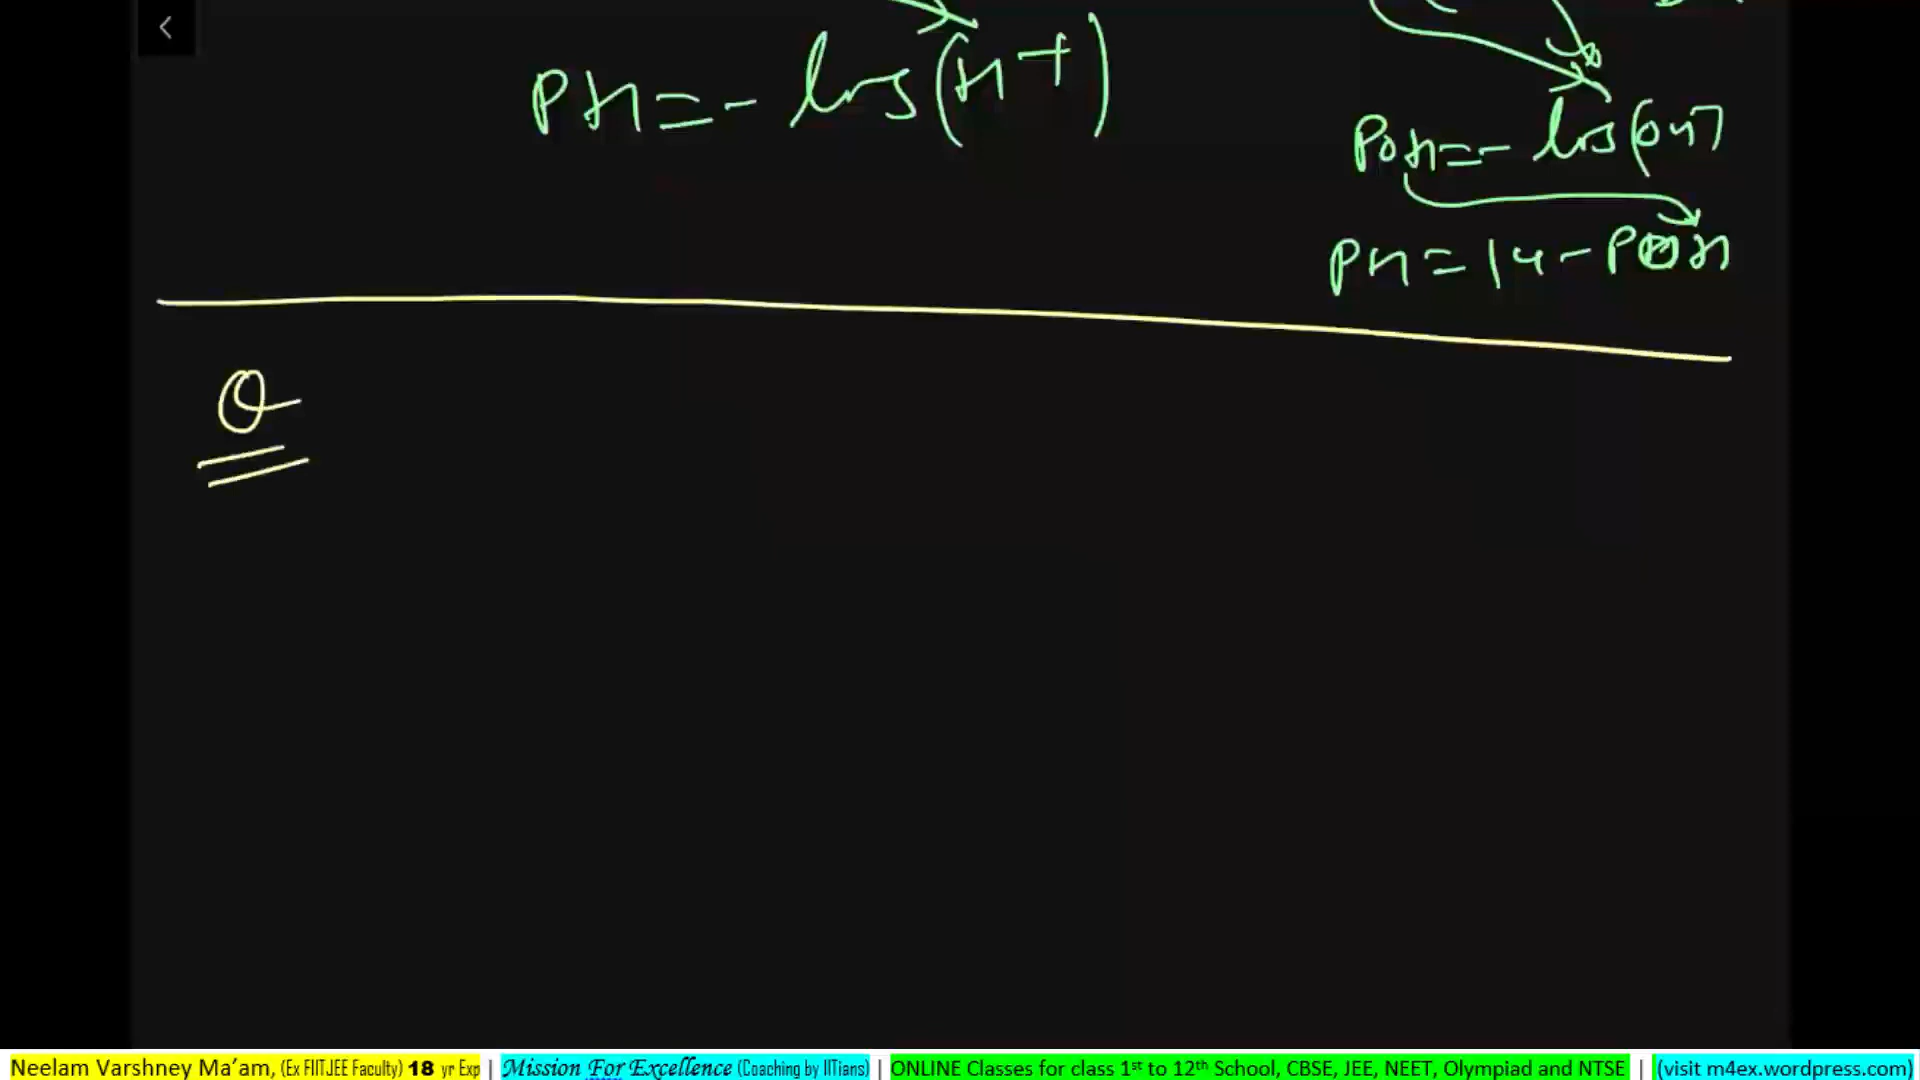 PH = - log(H+)
POH = - log(OH)
PH = 14 - POH
Q
Neelam Varshney Ma'am, (Ex FIITJEE Faculty) 18 yr Exp | Mission For Excellence (Coaching by IITians) | ONLINE Classes for class 1st to 12th School, CBSE, JEE, NEET, Olympiad and NTSE | (visit m4ex.wordpress.com)